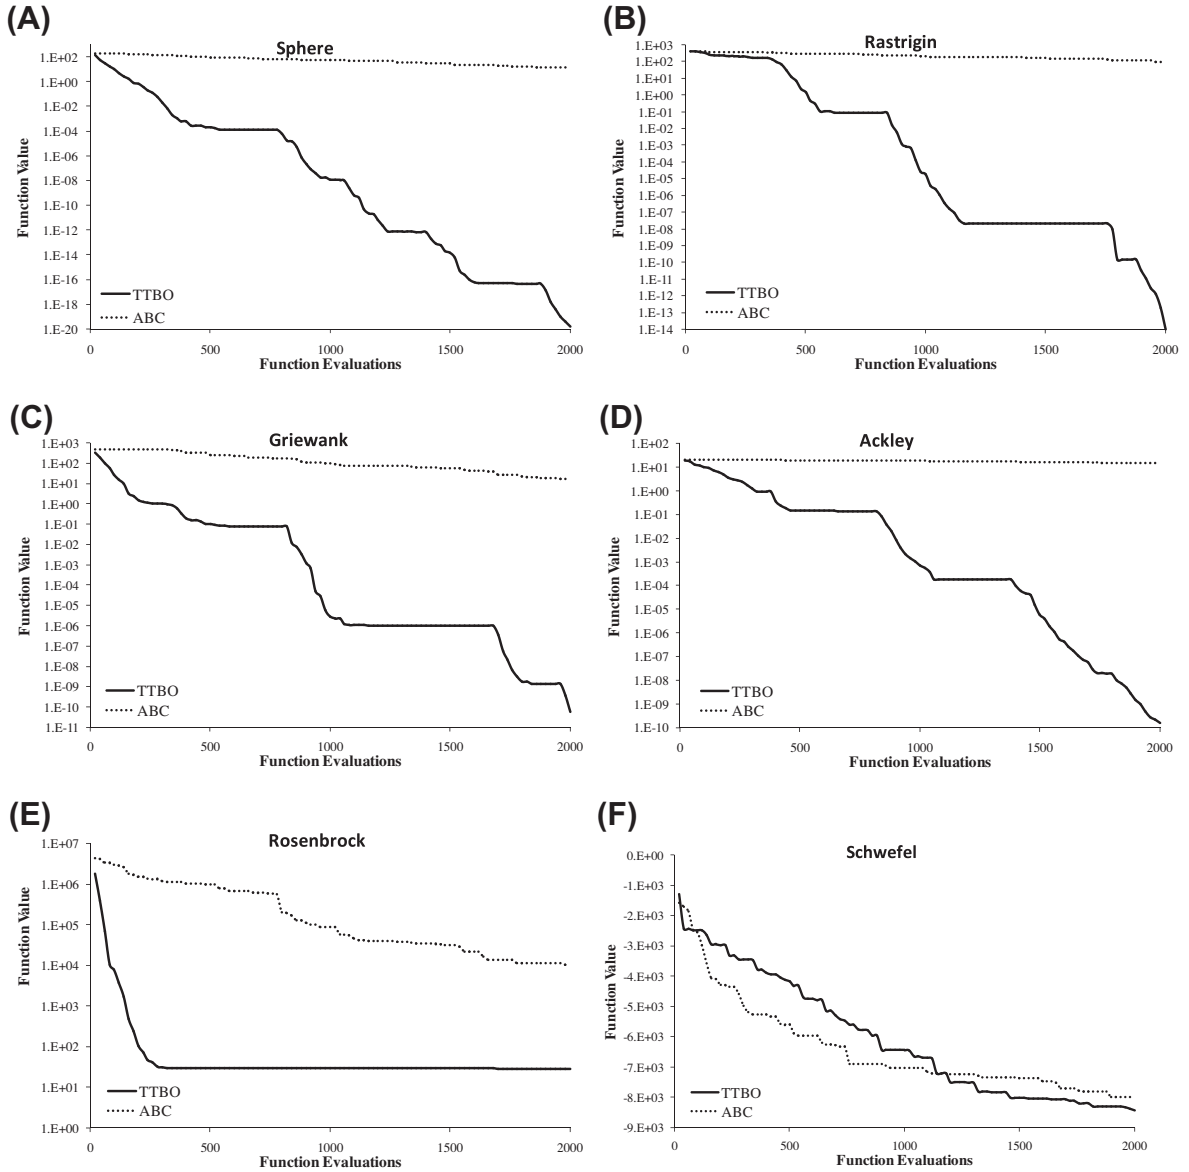 (A)
Sphere
Function Value
1.E+02
1.E+00
1.E-02
1.E-04
1.E-06
1.E-08
1.E-10
1.E-12
1.E-14
1.E-16
1.E-18
1.E-20
TTBO
ABC
0 500 1000 1500 2000
Function Evaluations
(B)
Rastrigin
Function Value
1.E+03
1.E+02
1.E+01
1.E+00
1.E-01
1.E-02
1.E-03
1.E-04
1.E-05
1.E-06
1.E-07
1.E-08
1.E-09
1.E-10
1.E-11
1.E-12
1.E-13
1.E-14
TTBO
ABC
0 500 1000 1500 2000
Function Evaluations
(C)
Griewank
Function Value
1.E+03
1.E+02
1.E+01
1.E+00
1.E-01
1.E-02
1.E-03
1.E-04
1.E-05
1.E-06
1.E-07
1.E-08
1.E-09
1.E-10
1.E-11
TTBO
ABC
0 500 1000 1500 2000
Function Evaluations
(D)
Ackley
Function Value
1.E+02
1.E+01
1.E+00
1.E-01
1.E-02
1.E-03
1.E-04
1.E-05
1.E-06
1.E-07
1.E-08
1.E-09
1.E-10
TTBO
ABC
0 500 1000 1500 2000
Function Evaluations
(E)
Rosenbrock
Function Value
1.E+07
1.E+06
1.E+05
1.E+04
1.E+03
1.E+02
1.E+01
1.E+00
TTBO
ABC
0 500 1000 1500 2000
Function Evaluations
(F)
Schwefel
Function Value
0.E+00
-1.E+03
-2.E+03
-3.E+03
-4.E+03
-5.E+03
-6.E+03
-7.E+03
-8.E+03
-9.E+03
TTBO
ABC
0 500 1000 1500 2000
Function Evaluations